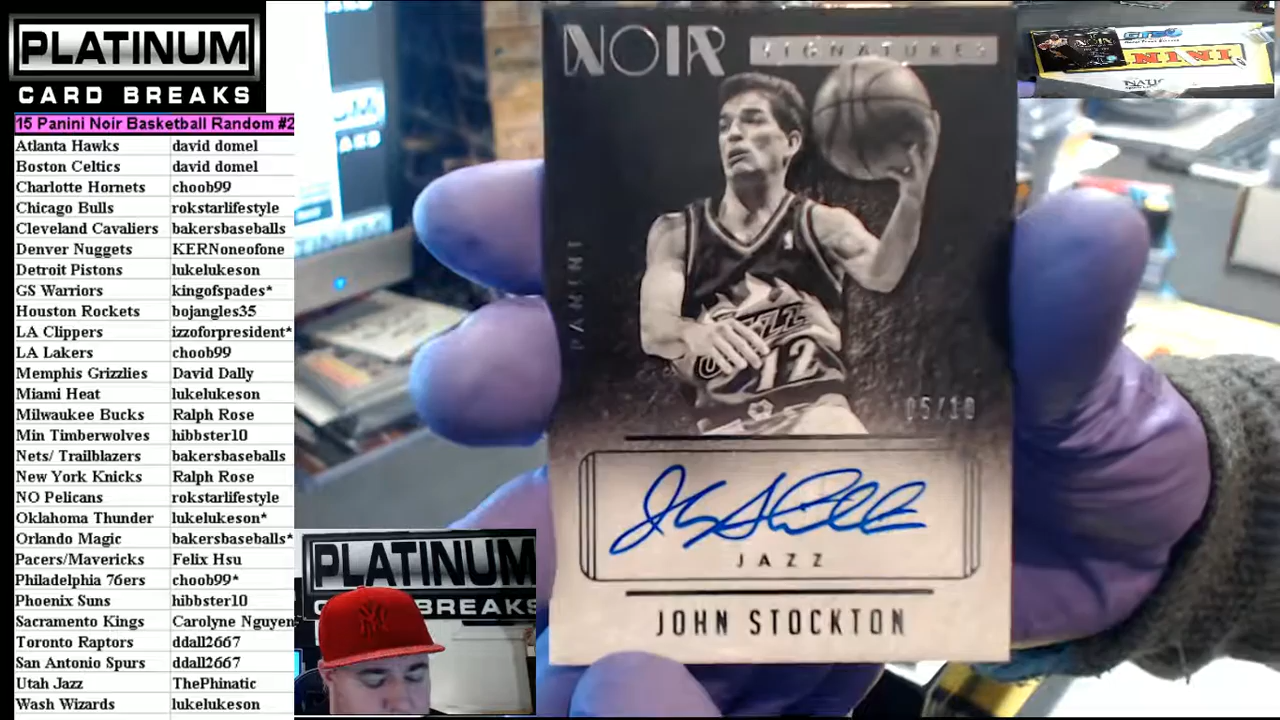 PLATINUM
CARD BREAKS
15 Panini Noir Basketball Random #2
Atlanta Hawks david domel
Boston Celtics david domel
Charlotte Hornets choob99
Chicago Bulls rokstarlifestyle
Cleveland Cavaliers bakersbaseballs
Denver Nuggets KERNoneofone
Detroit Pistons lukelukeson
GS Warriors kingofspades*
Houston Rockets bojangles35
LA Clippers izzoforpresident*
LA Lakers choob99
Memphis Grizzlies David Dally
Miami Heat lukelukeson
Milwaukee Bucks Ralph Rose
Min Timberwolves hibbster10
Nets/ Trailblazers bakersbaseballs
New York Knicks Ralph Rose
NO Pelicans rokstarlifestyle
Oklahoma Thunder lukelukeson*
Orlando Magic bakersbaseballs*
Pacers/Mavericks Felix Hsu
Philadelphia 76ers choob99*
Phoenix Suns hibbster10
Sacramento Kings Carolyne Nguyen
Toronto Raptors ddall2667
San Antonio Spurs ddall2667
Utah Jazz ThePhinatic
Wash Wizards lukelukeson
NOIR SIGNATURES
PANINI
JAZZ
12
05/10
JAZZ
JOHN STOCKTON
PLATINUM
CARD BREAKS
NY
NOIR
PANINI